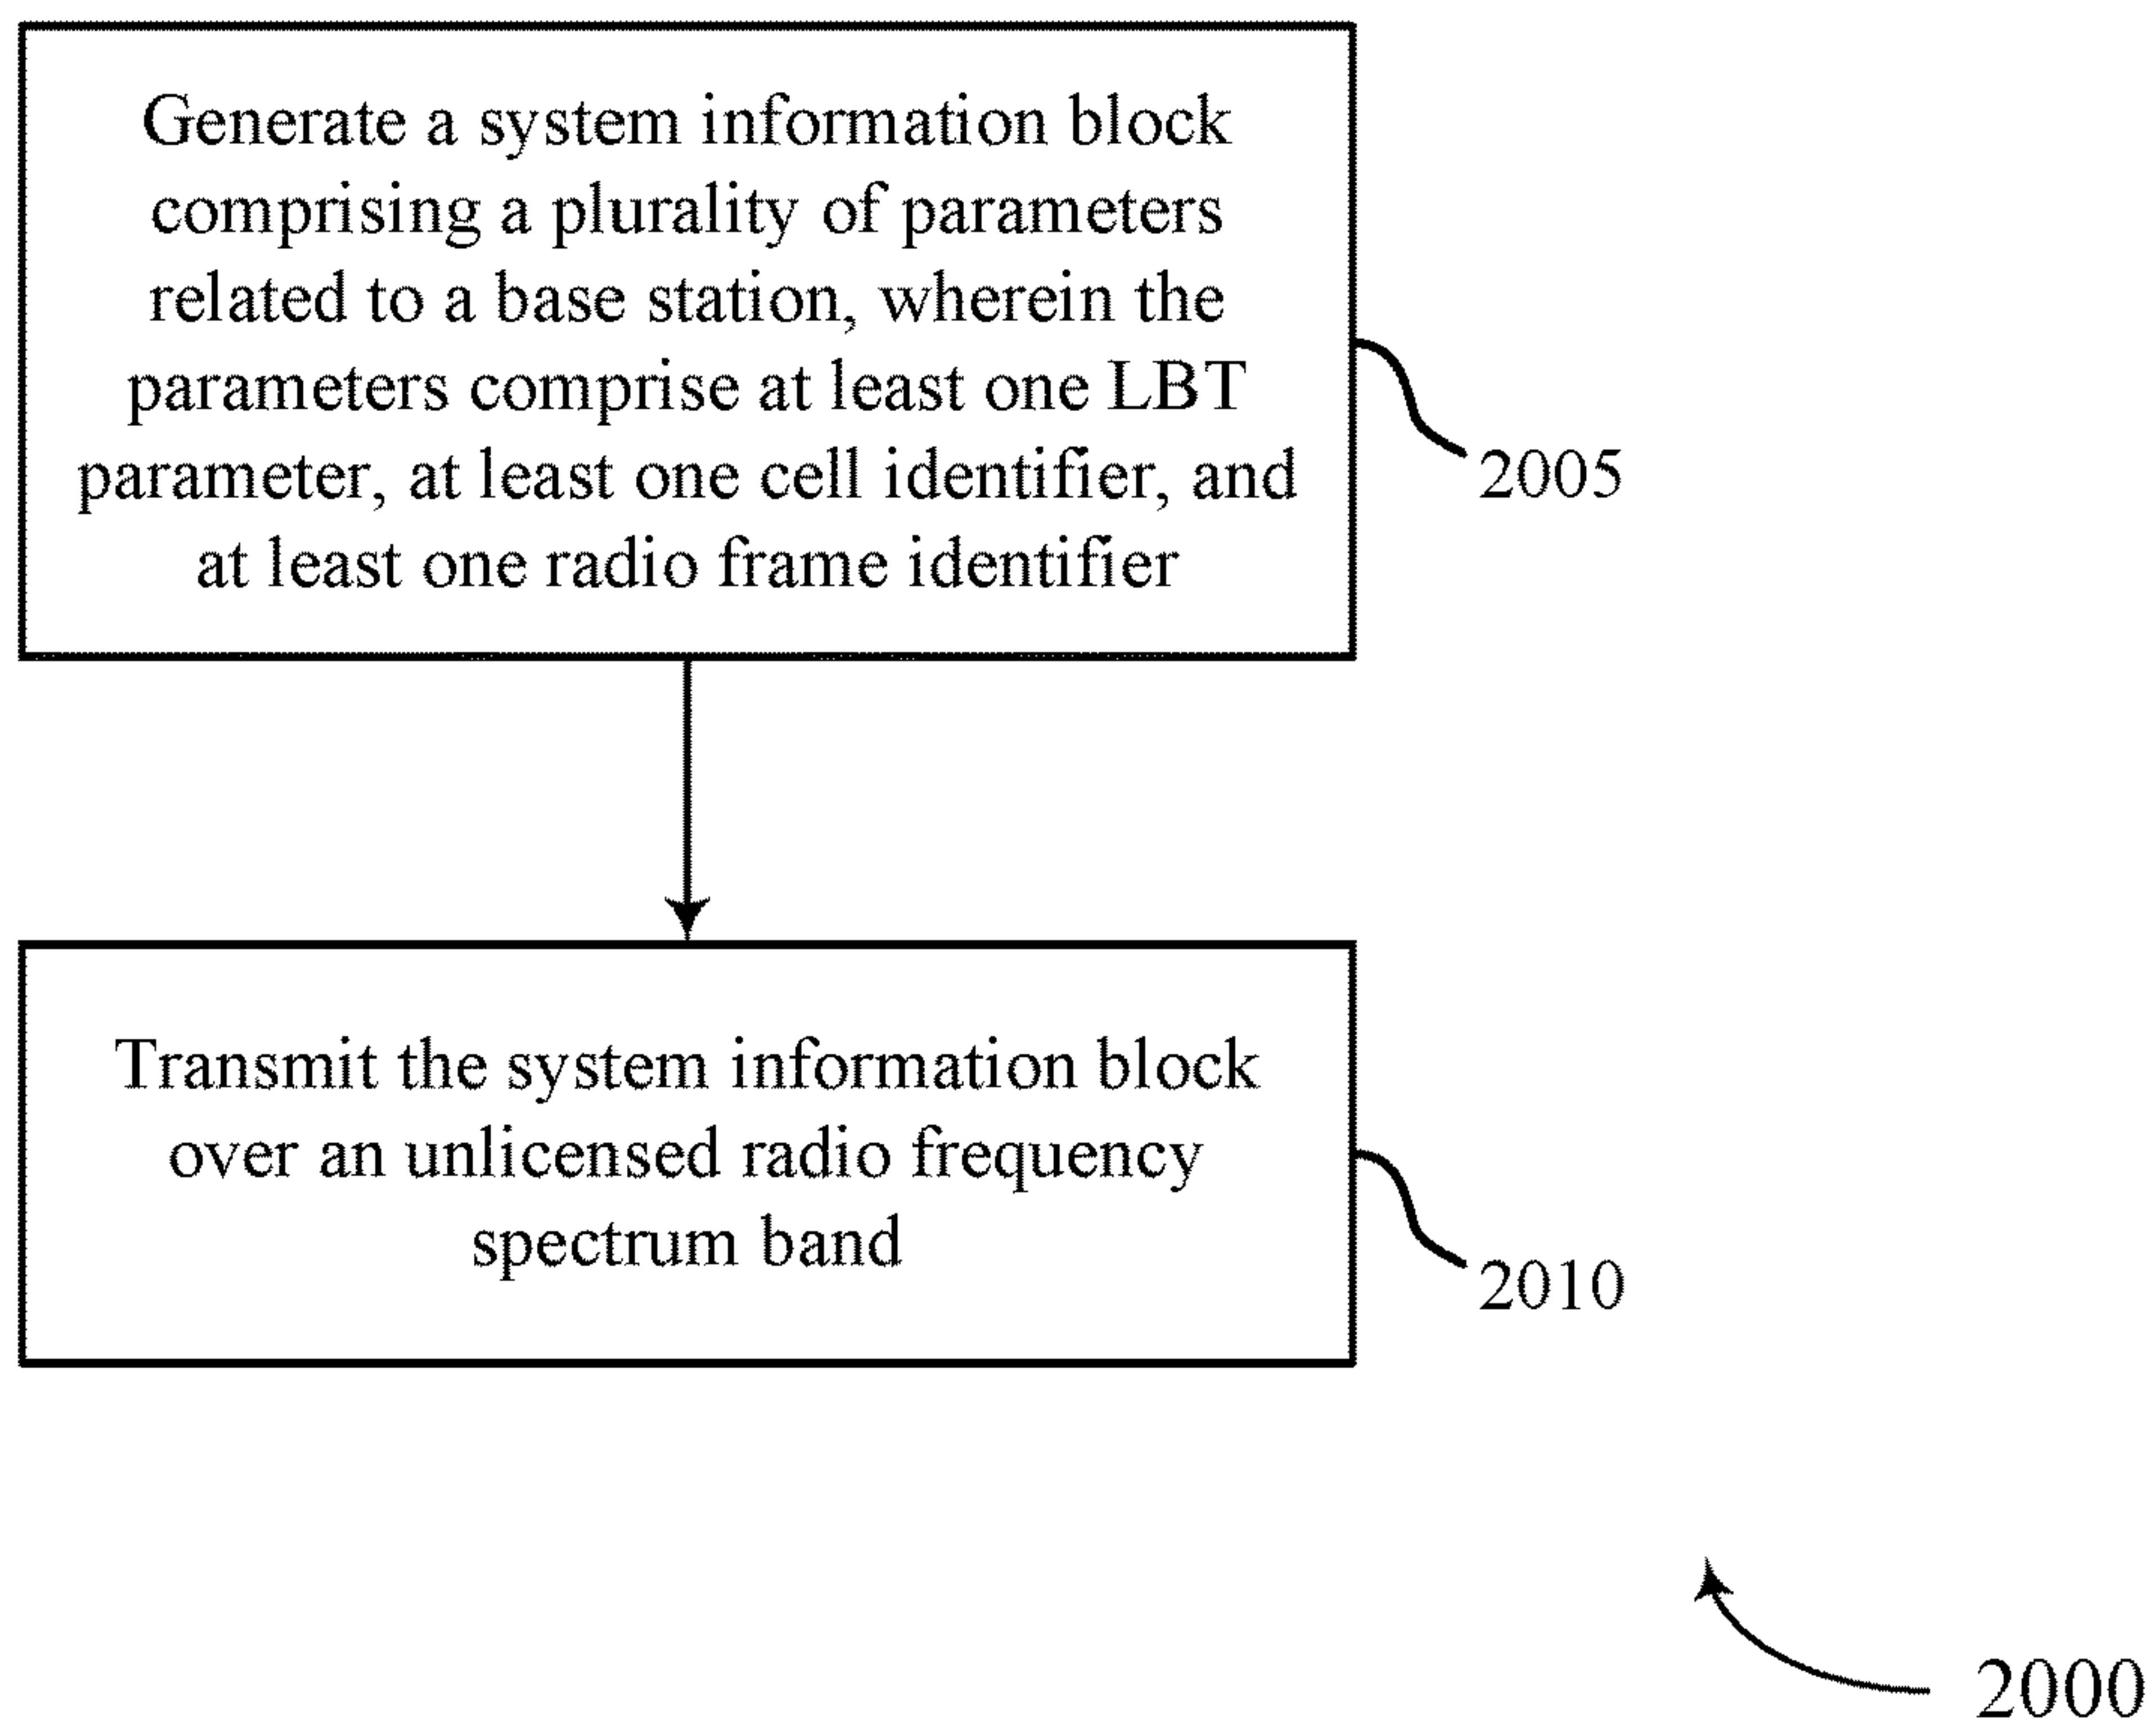 Generate a system information block
comprising a plurality of parameters
related to a base station, wherein the
parameters comprise at least one LBT
parameter, at least one cell identifier, and
at least one radio frame identifier
2005
Transmit the system information block
over an unlicensed radio frequency
spectrum band
2010
2000